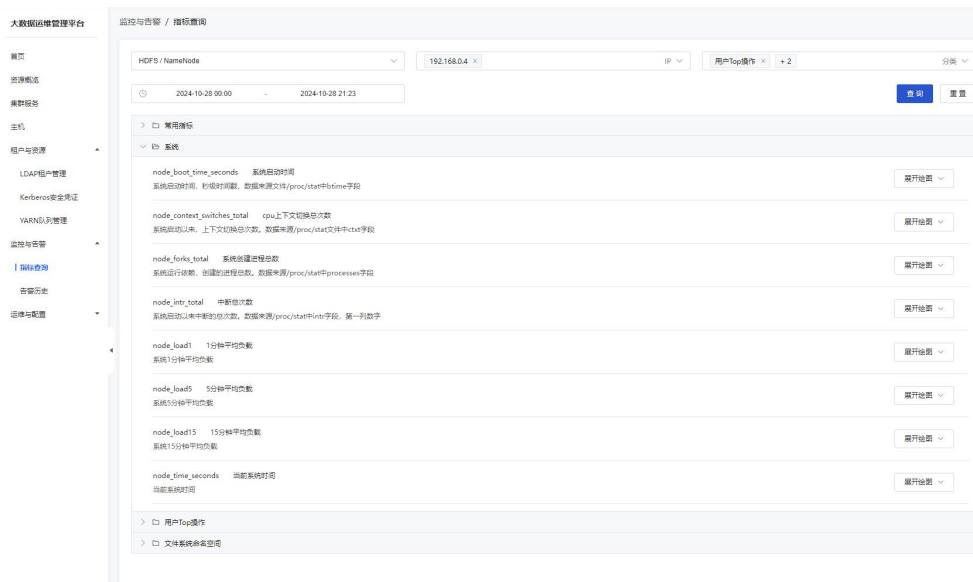 大数据运维管理平台
首页
资源概览
集群服务
主机
租户与资源
LDAP租户管理
Kerberos安全凭证
YARN队列管理
监控与告警
指标查询
告警历史
运维与配置
监控与告警 / 指标查询
HDFS / NameNode
192.168.0.4 ×
IP
用户Top操作 × + 2
分类
2024-10-28 00:00 - 2024-10-28 21:23
查询 重置
常用指标
系统
node_boot_time_seconds 系统启动时间
系统启动时间，秒级时间戳，数据来源文件/proc/stat中btime字段
展开绘图
node_context_switches_total cpu上下文切换总次数
系统启动以来，上下文切换总次数。数据来源/proc/stat文件中ctxt字段
展开绘图
node_forks_total 系统创建进程总数
系统运行依赖，创建的进程总数。数据来源/proc/stat中processes字段
展开绘图
node_intr_total 中断总次数
系统启动以来中断的总次数。数据来源/proc/stat中intr字段，第一列数字
展开绘图
node_load1 1分钟平均负载
系统1分钟平均负载
展开绘图
node_load5 5分钟平均负载
系统5分钟平均负载
展开绘图
node_load15 15分钟平均负载
系统15分钟平均负载
展开绘图
node_time_seconds 当前系统时间
当前系统时间
展开绘图
用户Top操作
文件系统命名空间